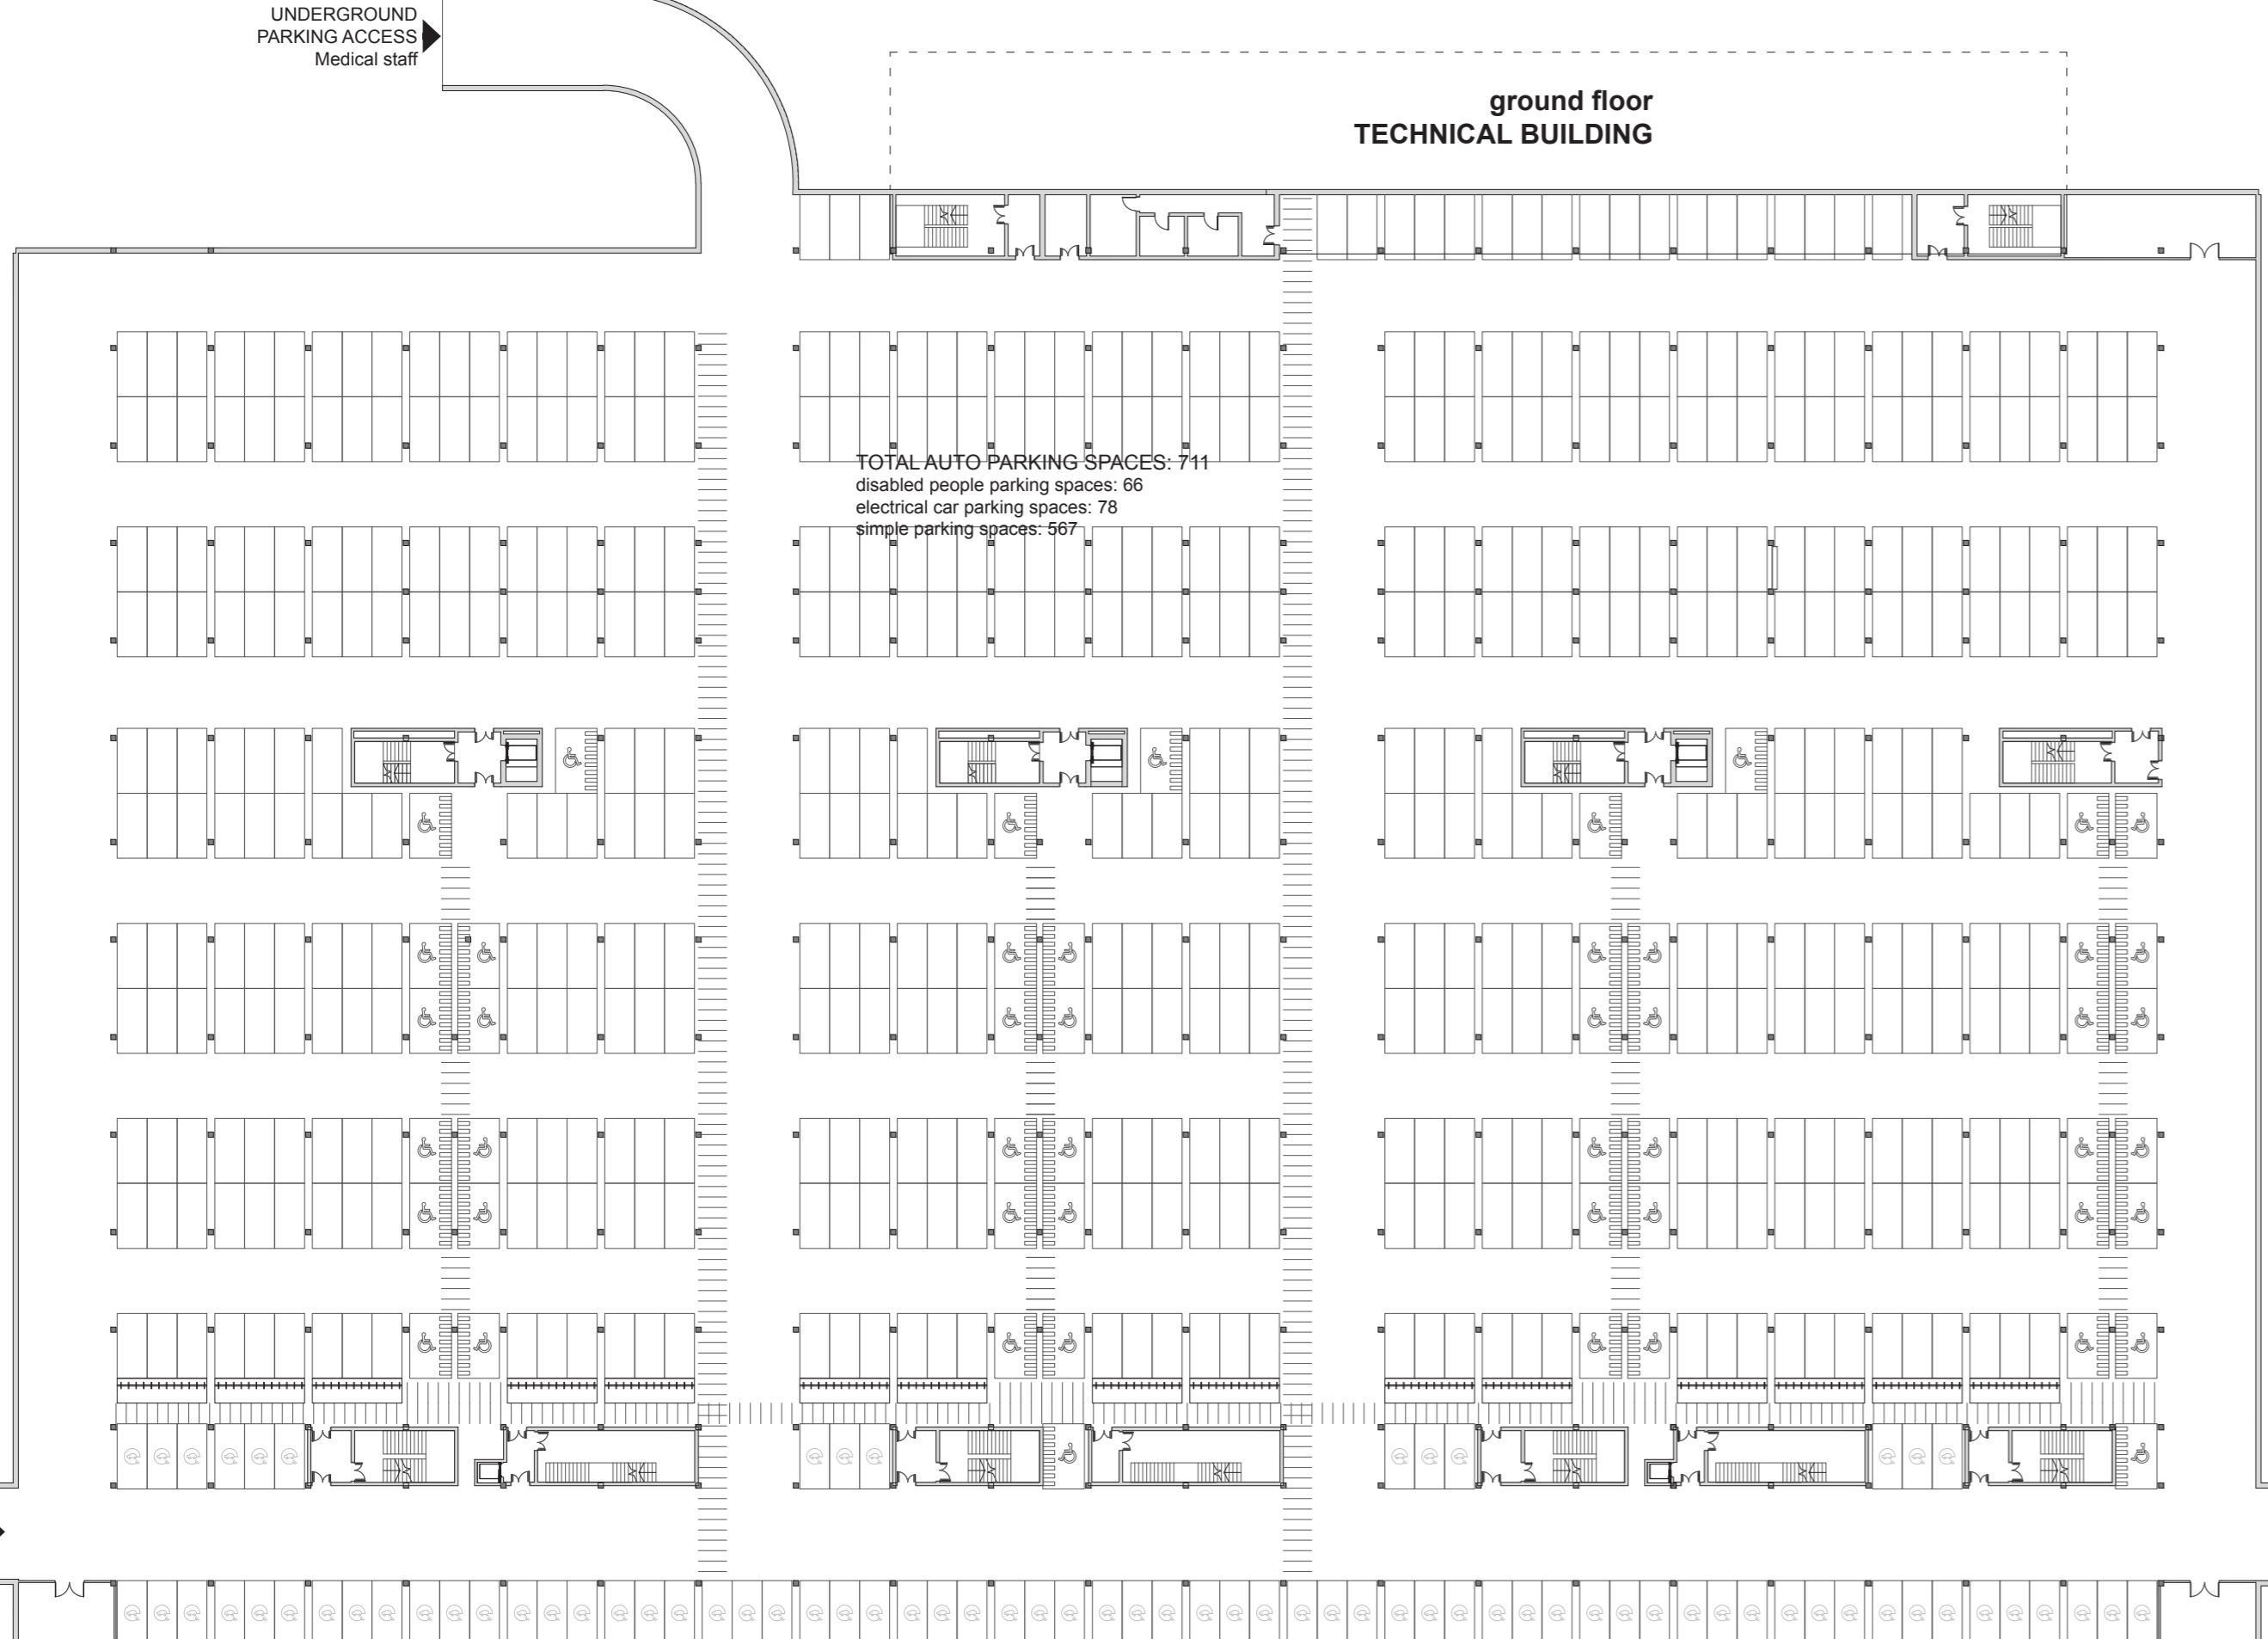 UNDERGROUND
PARKING ACCESS
Medical staff
ground floor
TECHNICAL BUILDING
TOTAL AUTO PARKING SPACES: 711
disabled people parking spaces: 66
electrical car parking spaces: 78
simple parking spaces: 567